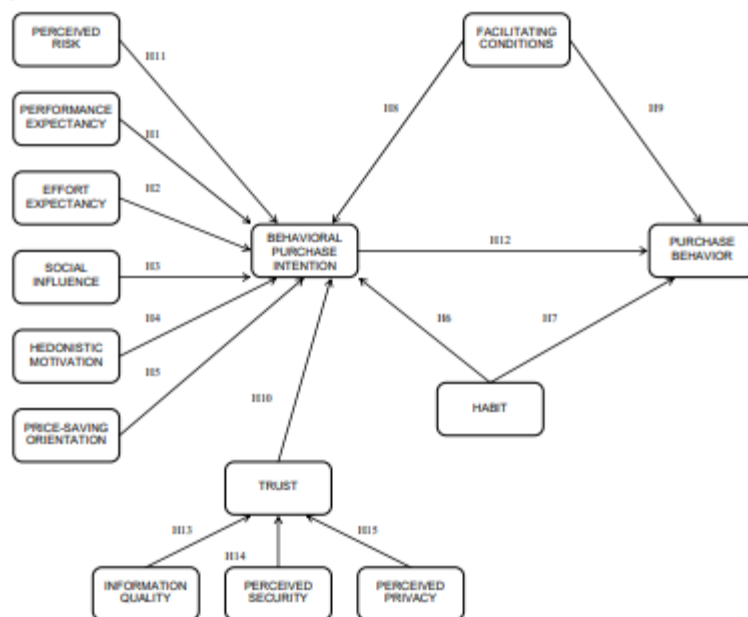 PERCEIVED
RISK
FACILITATING
CONDITIONS
H11
PERFORMANCE
EXPECTANCY
H1
H8
H9
EFFORT
EXPECTANCY
H2
BEHAVIORAL
PURCHASE
INTENTION
H12
PURCHASE
BEHAVIOR
SOCIAL
INFLUENCE
H3
HEDONISTIC
MOTIVATION
H4
H6
H7
H5
PRICE-SAVING
ORIENTATION
H10
HABIT
TRUST
H13
H14
H15
INFORMATION
QUALITY
PERCEIVED
SECURITY
PERCEIVED
PRIVACY